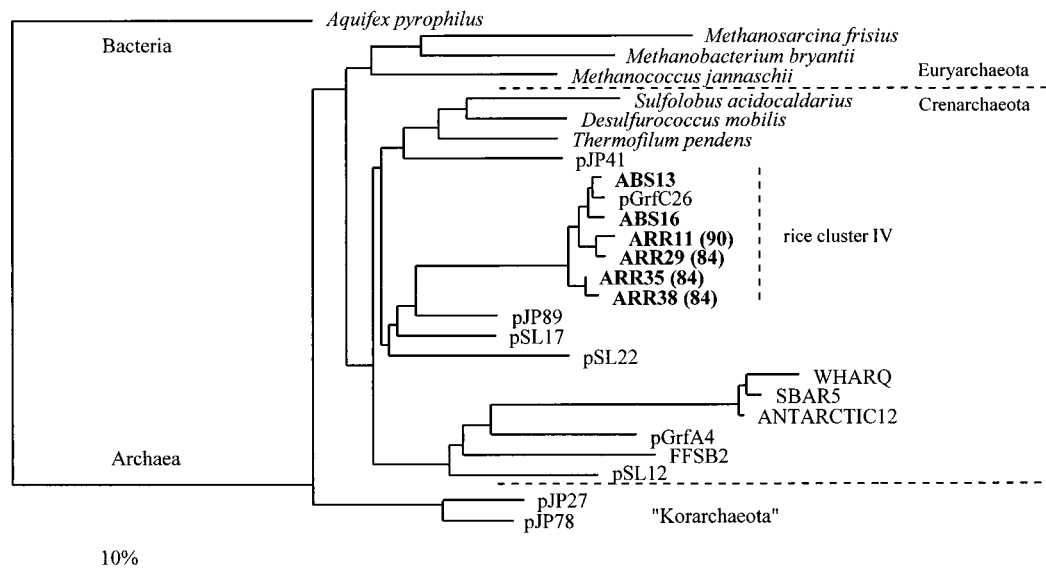 Aquifex pyrophilus
Bacteria
Methanosarcina frisius
Methanobacterium bryantii
Methanococcus jannaschii
Euryarchaeota
Sulfolobus acidocaldarius
Crenarchaeota
Desulfurococcus mobilis
Thermofilum pendens
pJP41
ABS13
pGrfC26
ABS16
ARR11 (90)
rice cluster IV
ARR29 (84)
ARR35 (84)
ARR38 (84)
pJP89
pSL17
pSL22
WHARQ
SBAR5
ANTARCTIC12
pGrfA4
FFSB2
Archaea
pSL12
pJP27
"Korarchaeota"
pJP78
10%